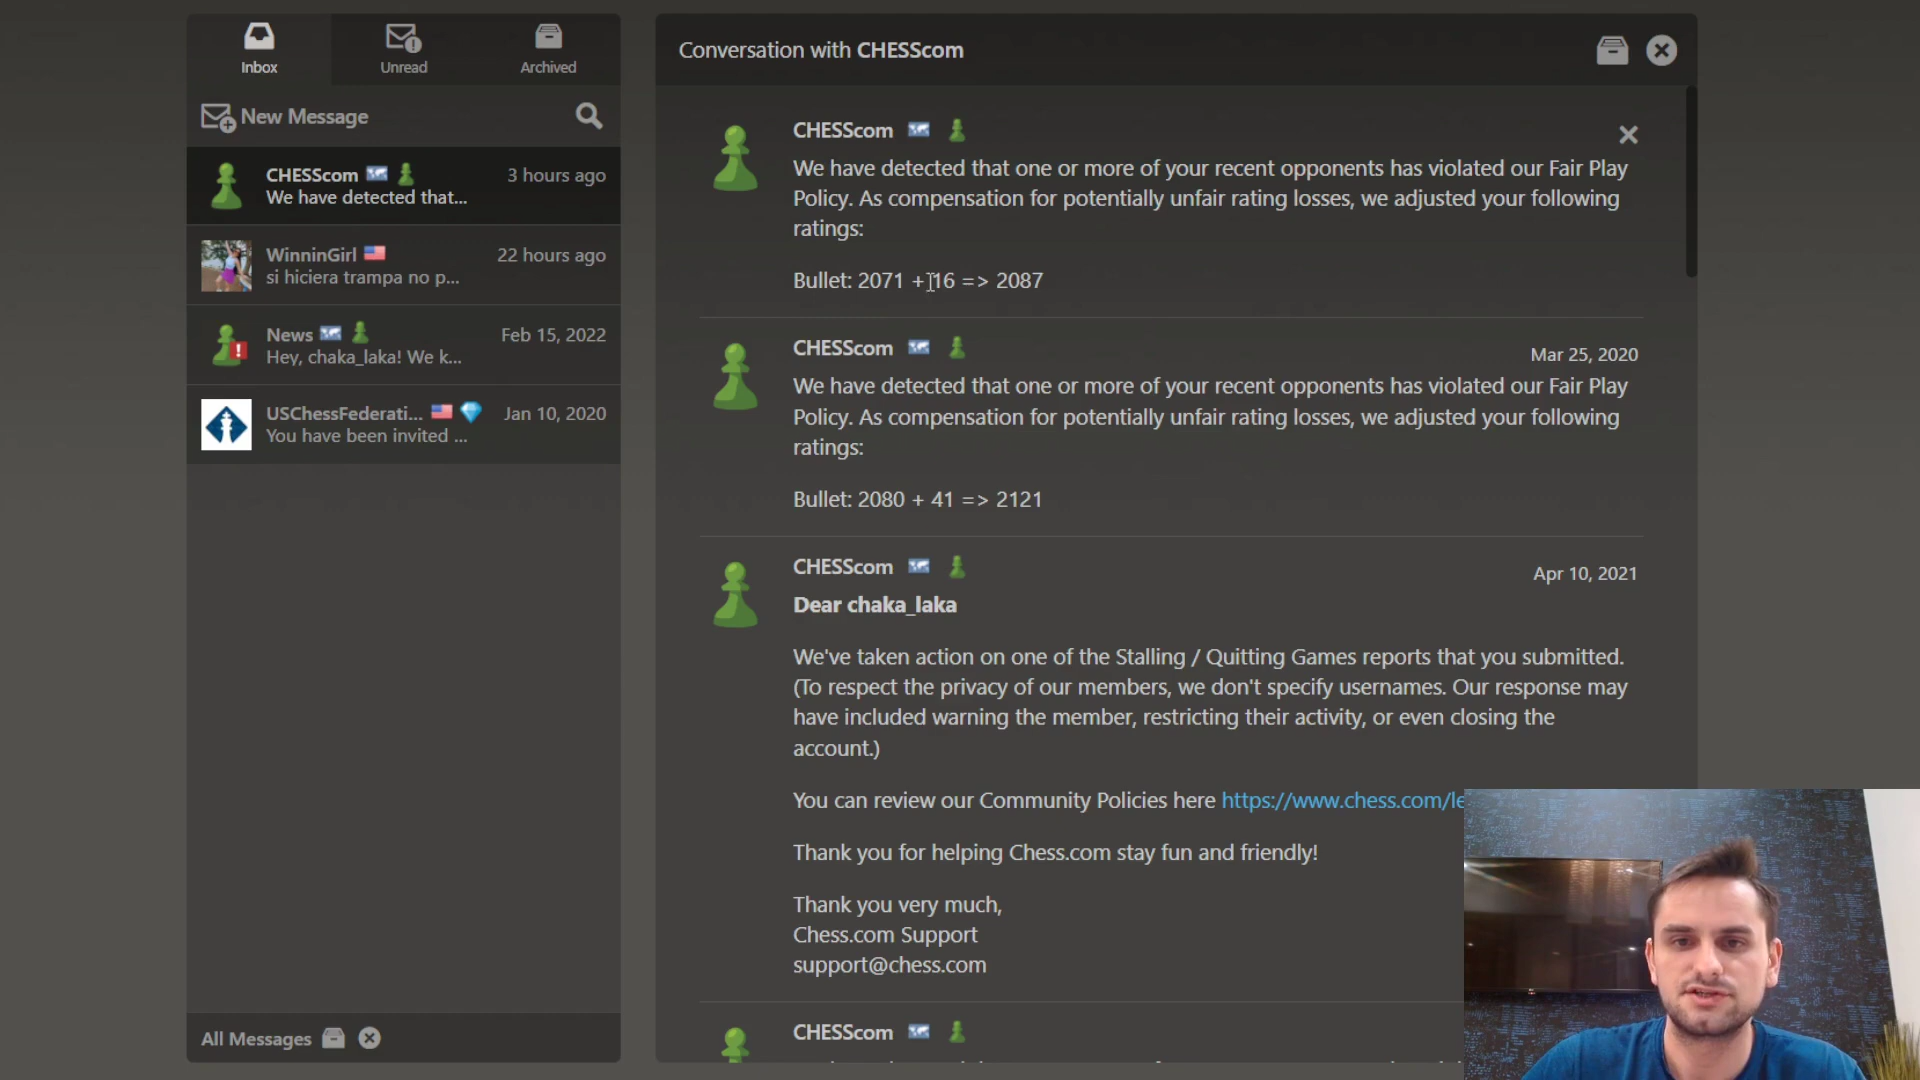 Inbox
Unread
Archived
New Message
CHESScom
3 hours ago
We have detected that...
WinninGirl
22 hours ago
si hiciera trampa no p...
News
Feb 15, 2022
Hey, chaka_laka! We k...
USChessFederati...
Jan 10, 2020
You have been invited ...
All Messages
Conversation with CHESScom
CHESScom
We have detected that one or more of your recent opponents has violated our Fair Play
Policy. As compensation for potentially unfair rating losses, we adjusted your following
ratings:
Bullet: 2071 + 16 => 2087
CHESScom
Mar 25, 2020
We have detected that one or more of your recent opponents has violated our Fair Play
Policy. As compensation for potentially unfair rating losses, we adjusted your following
ratings:
Bullet: 2080 + 41 => 2121
CHESScom
Apr 10, 2021
Dear chaka_laka
We've taken action on one of the Stalling / Quitting Games reports that you submitted.
(To respect the privacy of our members, we don't specify usernames. Our response may
have included warning the member, restricting their activity, or even closing the
account.)
You can review our Community Policies here https://www.chess.com/le
Thank you for helping Chess.com stay fun and friendly!
Thank you very much,
Chess.com Support
support@chess.com
CHESScom